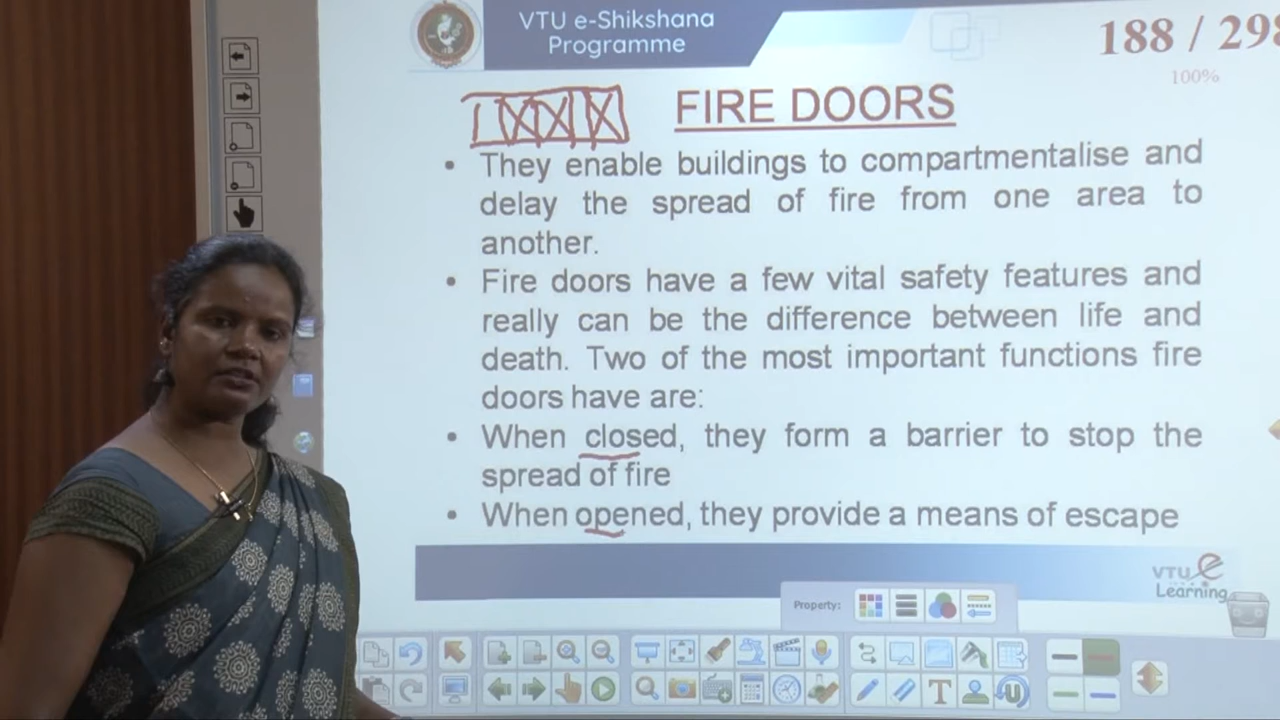 VTU e-Shikshana
Programme
188 / 298
100%
FIRE DOORS
• They enable buildings to compartmentalise and
delay the spread of fire from one area to
another.
• Fire doors have a few vital safety features and
really can be the difference between life and
death. Two of the most important functions fire
doors have are:
• When closed, they form a barrier to stop the
spread of fire
• When opened, they provide a means of escape
VTU e
Learning
Property: